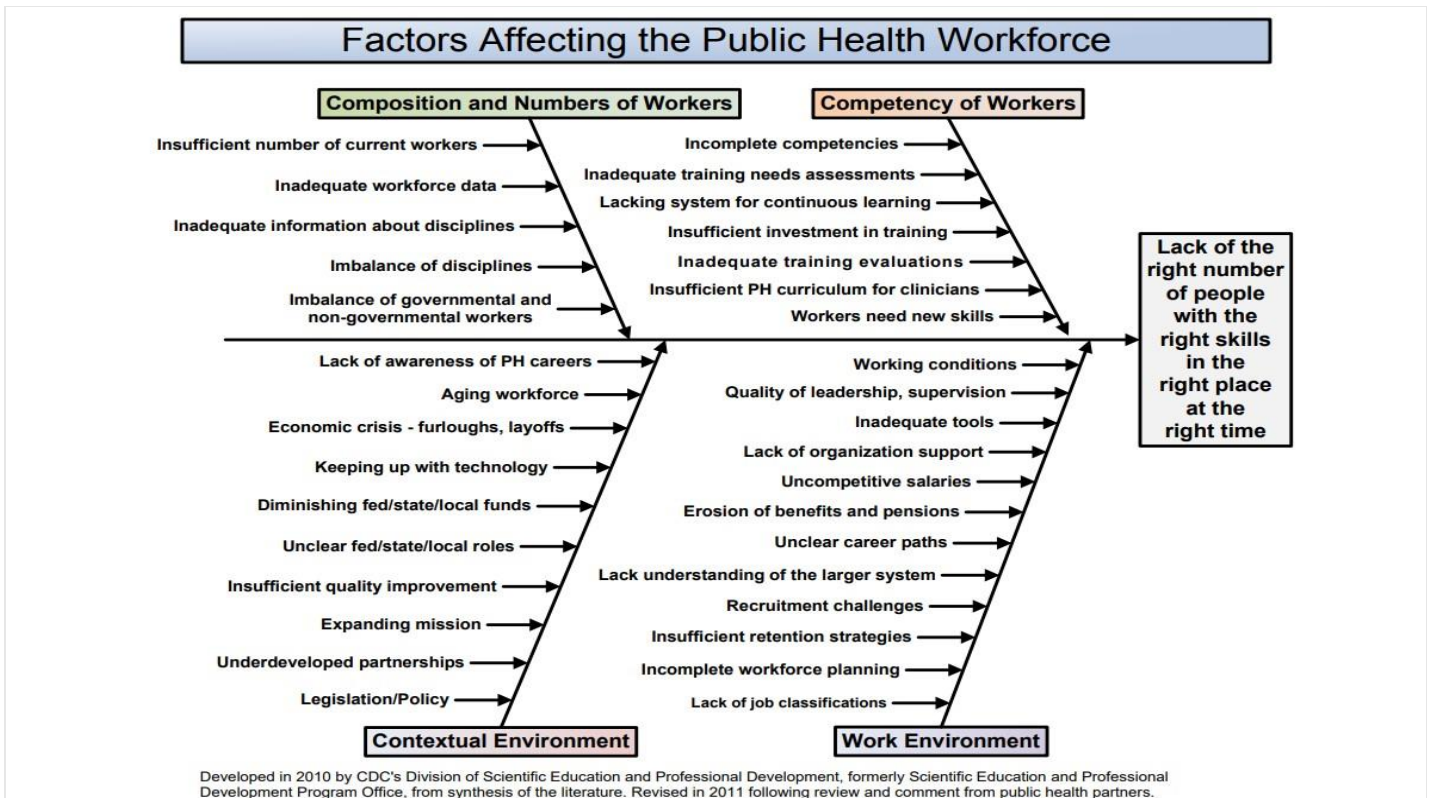 Factors Affecting the Public Health Workforce
Composition and Numbers of Workers
Insufficient number of current workers
Inadequate workforce data
Inadequate information about disciplines
Imbalance of disciplines
Imbalance of governmental and
non-governmental workers
Competency of Workers
Incomplete competencies
Inadequate training needs assessments
Lacking system for continuous learning
Insufficient investment in training
Inadequate training evaluations
Insufficient PH curriculum for clinicians
Workers need new skills
Lack of the
right number
of people
with the
right skills
in the
right place
at the
right time
Lack of awareness of PH careers
Aging workforce
Economic crisis - furloughs, layoffs
Keeping up with technology
Diminishing fed/state/local funds
Unclear fed/state/local roles
Insufficient quality improvement
Expanding mission
Underdeveloped partnerships
Legislation/Policy
Contextual Environment
Working conditions
Quality of leadership, supervision
Inadequate tools
Lack of organization support
Uncompetitive salaries
Erosion of benefits and pensions
Unclear career paths
Lack understanding of the larger system
Recruitment challenges
Insufficient retention strategies
Incomplete workforce planning
Lack of job classifications
Work Environment
Developed in 2010 by CDC's Division of Scientific Education and Professional Development, formerly Scientific Education and Professional
Development Program Office, from synthesis of the literature. Revised in 2011 following review and comment from public health partners.